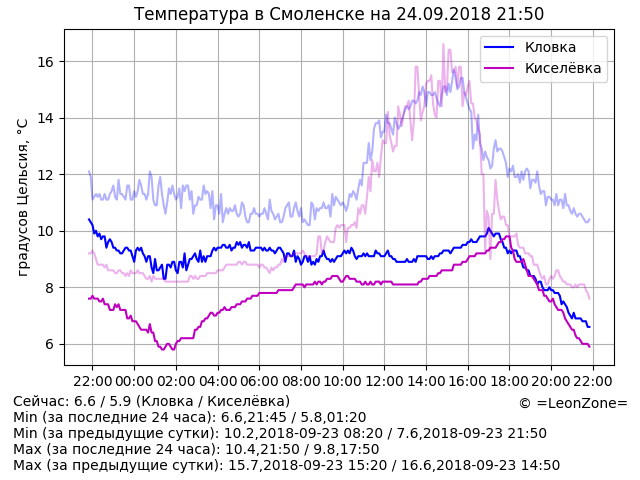 Температура в Смоленске на 24.09.2018 21:50
Кловка
Киселёвка
градусов Цельсия, °C
16
14
12
10
8
6
22:00 00:00 02:00 04:00 06:00 08:00 10:00 12:00 14:00 16:00 18:00 20:00 22:00
Сейчас: 6.6 / 5.9 (Кловка / Киселёвка)
© =LeonZone=
Min (за последние 24 часа): 6.6,21:45 / 5.8,01:20
Min (за предыдущие сутки): 10.2,2018-09-23 08:20 / 7.6,2018-09-23 21:50
Max (за последние 24 часа): 10.4,21:50 / 9.8,17:50
Max (за предыдущие сутки): 15.7,2018-09-23 15:20 / 16.6,2018-09-23 14:50